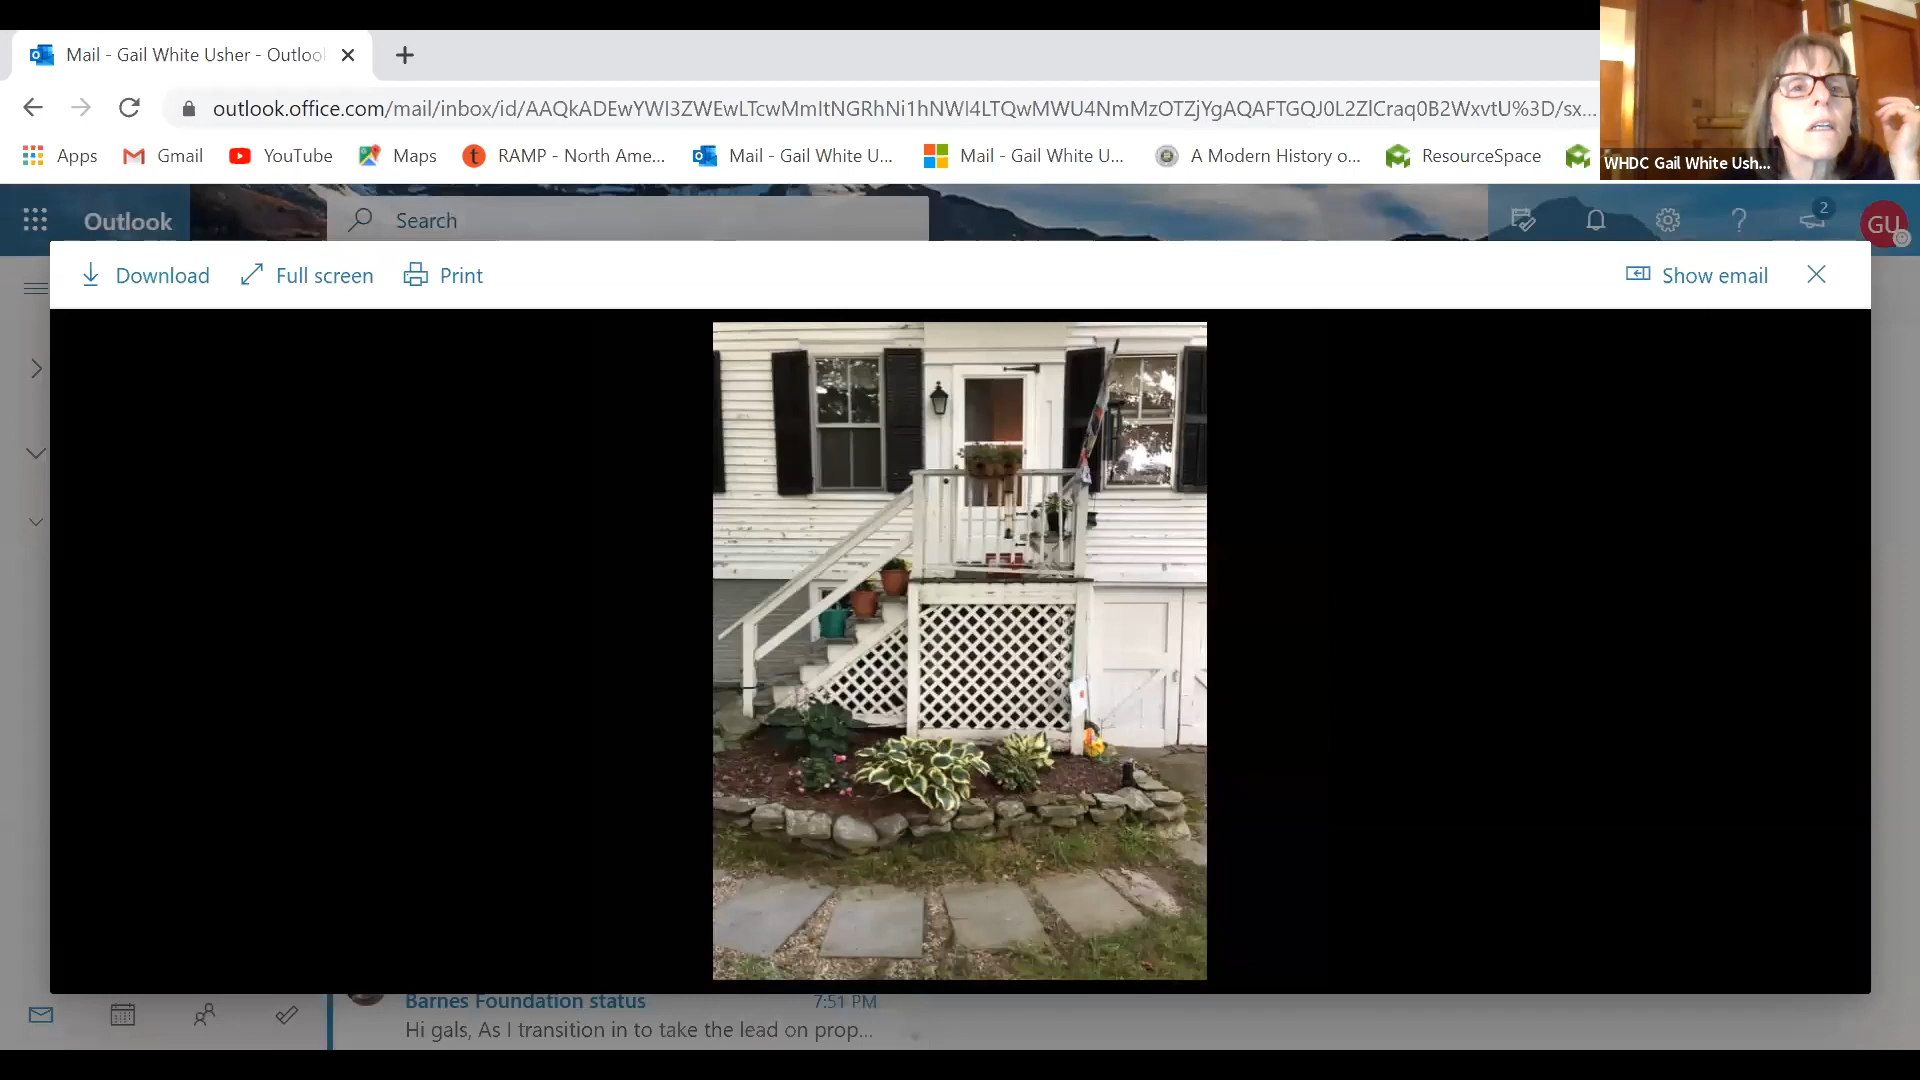 Mail - Gail White Usher - Outlool
outlook.office.com/mail/inbox/id/AAQkADEwYWI3ZWEwLTcwMmItNGRhNi1hNWI4LTQwMWU4NmMzOTZjYgAQAFTGQJ0L2ZlCraq0B2WxvtU%3D/sx...
Apps Gmail YouTube Maps RAMP - North Ame... Mail - Gail White U... Mail - Gail White U... A Modern History o... ResourceSpace
WHDC Gail White Ush...
Outlook Search 2 GU
Download Full screen Print Show email
Barnes Foundation status 7:51 PM
Hi gals, As I transition in to take the lead on prop...